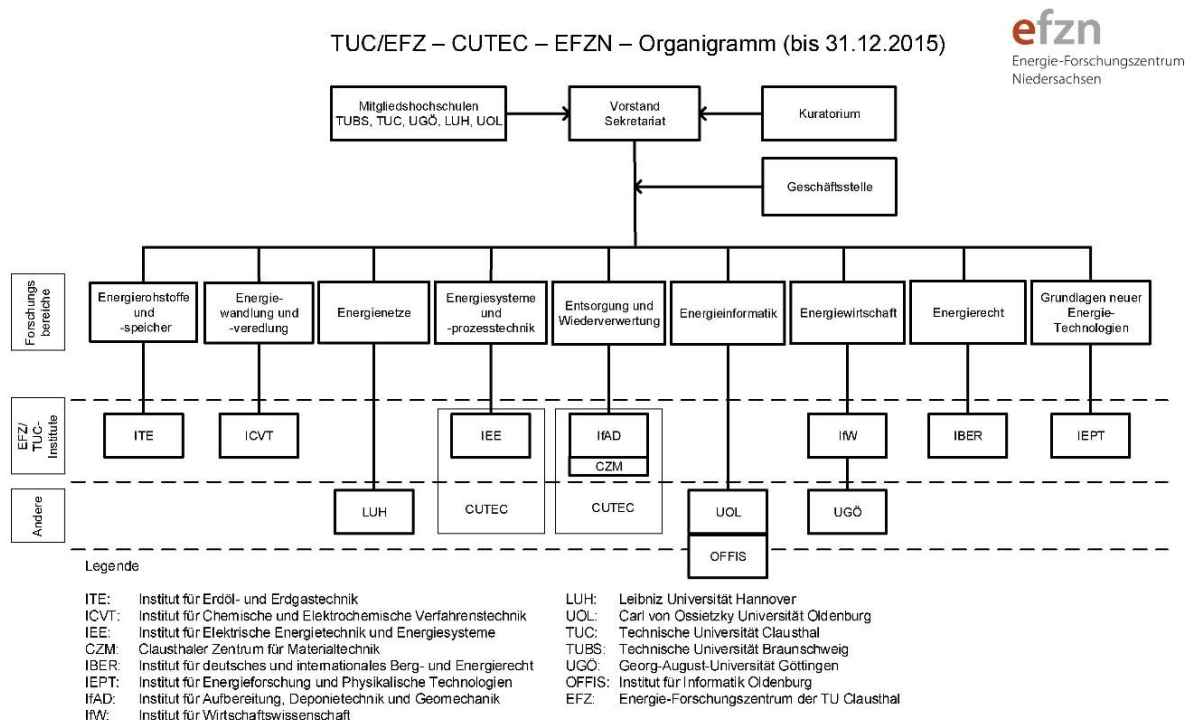 TUC/EFZ – CUTEC – EFZN – Organigramm (bis 31.12.2015)
efzn
Energie-Forschungszentrum
Niedersachsen
Mitgliedshochschulen
TUBS, TUC, UGÖ, LUH, UOL
Vorstand
Sekretariat
Kuratorium
Geschäftsstelle
Forschungs
bereiche
Energierohstoffe
und
-speicher
Energie-
wandlung und
-veredlung
Energienetze
Energiesysteme
und
-prozesstechnik
Entsorgung und
Wiederverwertung
Energieinformatik
Energiewirtschaft
Energierecht
Grundlagen neuer
Energie-
Technologien
EFZ/
TUC-
Institute
ITE
ICVT
IEE
IfAD
CZM
IfW
IBER
IEPT
Andere
LUH
CUTEC
CUTEC
UOL
UGÖ
OFFIS
Legende
ITE: Institut für Erdöl- und Erdgastechnik
ICVT: Institut für Chemische und Elektrochemische Verfahrenstechnik
IEE: Institut für Elektrische Energietechnik und Energiesysteme
CZM: Clausthaler Zentrum für Materialtechnik
IBER: Institut für deutsches und internationales Berg- und Energierecht
IEPT: Institut für Energieforschung und Physikalische Technologien
IfAD: Institut für Aufbereitung, Deponietechnik und Geomechanik
IfW: Institut für Wirtschaftswissenschaft
LUH: Leibniz Universität Hannover
UOL: Carl von Ossietzky Universität Oldenburg
TUC: Technische Universität Clausthal
TUBS: Technische Universität Braunschweig
UGÖ: Georg-August-Universität Göttingen
OFFIS: Institut für Informatik Oldenburg
EFZ: Energie-Forschungszentrum der TU Clausthal